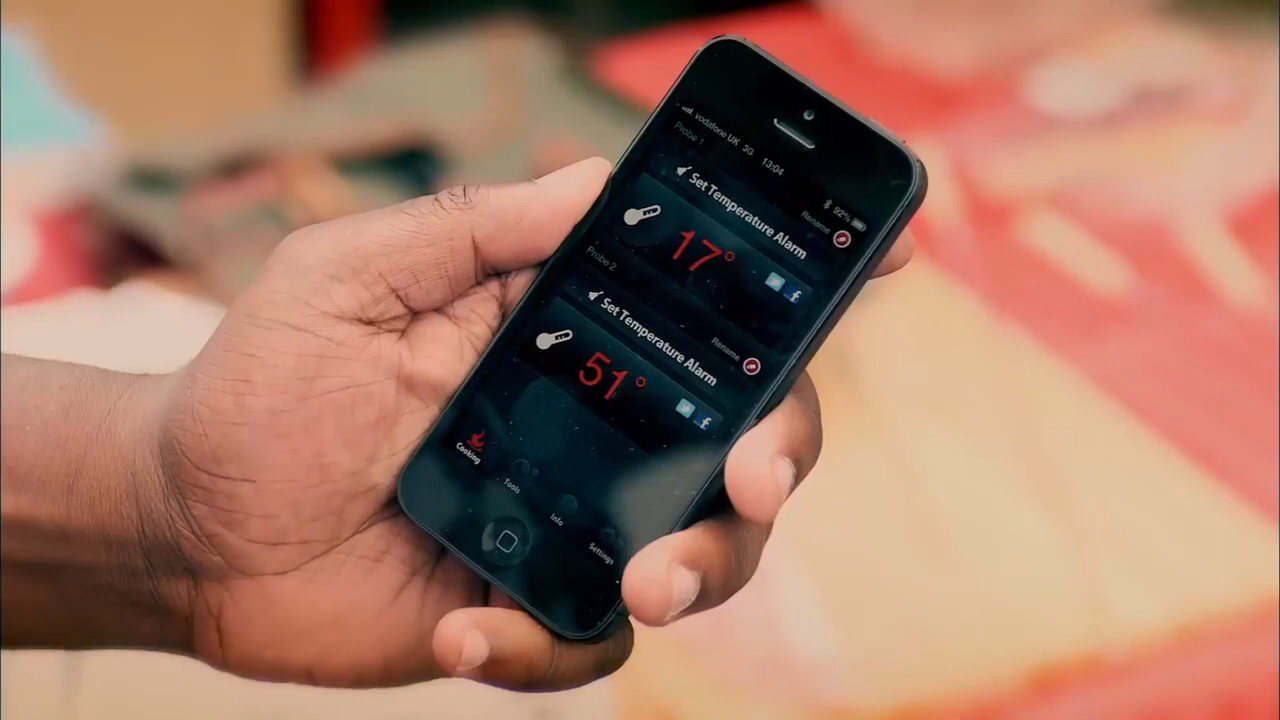 vodafone UK 3G 13:04 92%
Probe 1
Rename
Set Temperature Alarm
17°
Probe 2
Rename
Set Temperature Alarm
51°
Cooking
Tools
Info
Settings